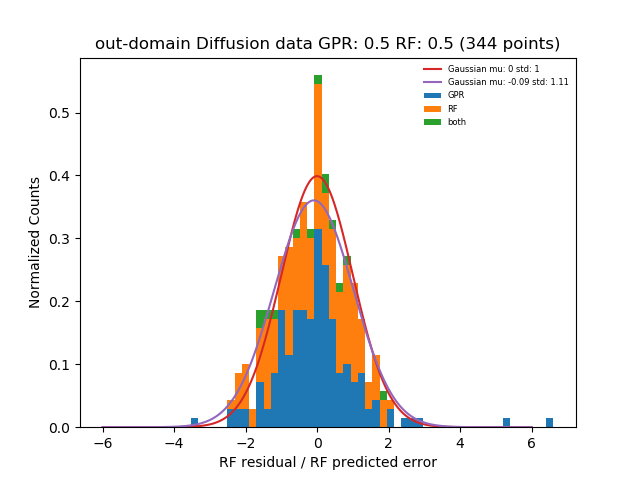 out-domain Diffusion data GPR: 0.5 RF: 0.5 (344 points)
Gaussian mu: 0 std: 1
Gaussian mu: -0.09 std: 1.11
GPR
RF
both
Normalized Counts
0.5
0.4
0.3
0.2
0.1
0.0
−6 −4 −2 0 2 4 6
RF residual / RF predicted error